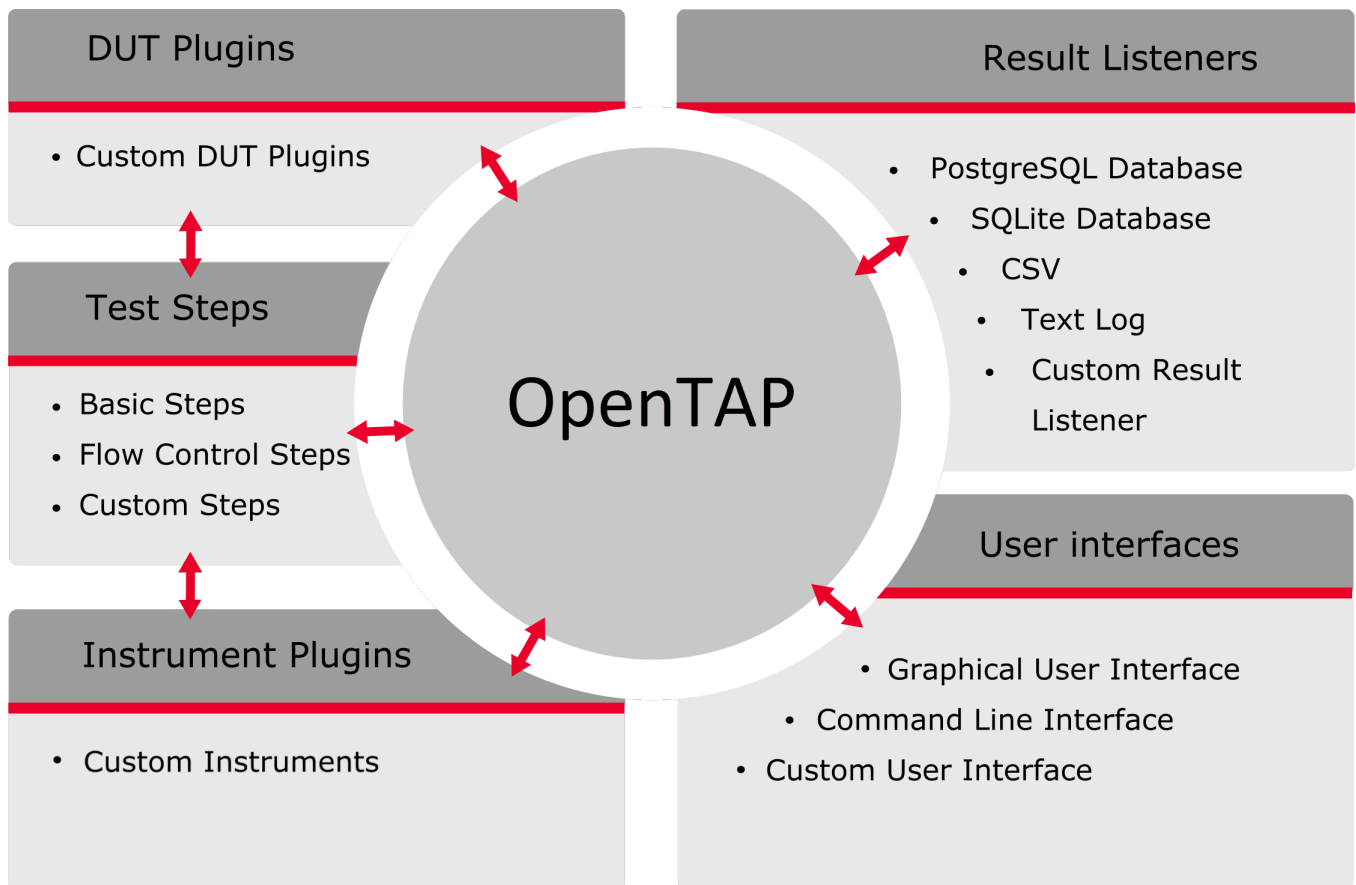 DUT Plugins
• Custom DUT Plugins
Test Steps
• Basic Steps
• Flow Control Steps
• Custom Steps
Instrument Plugins
• Custom Instruments
OpenTAP
Result Listeners
• PostgreSQL Database
• SQLite Database
• CSV
• Text Log
• Custom Result
Listener
User interfaces
• Graphical User Interface
• Command Line Interface
• Custom User Interface